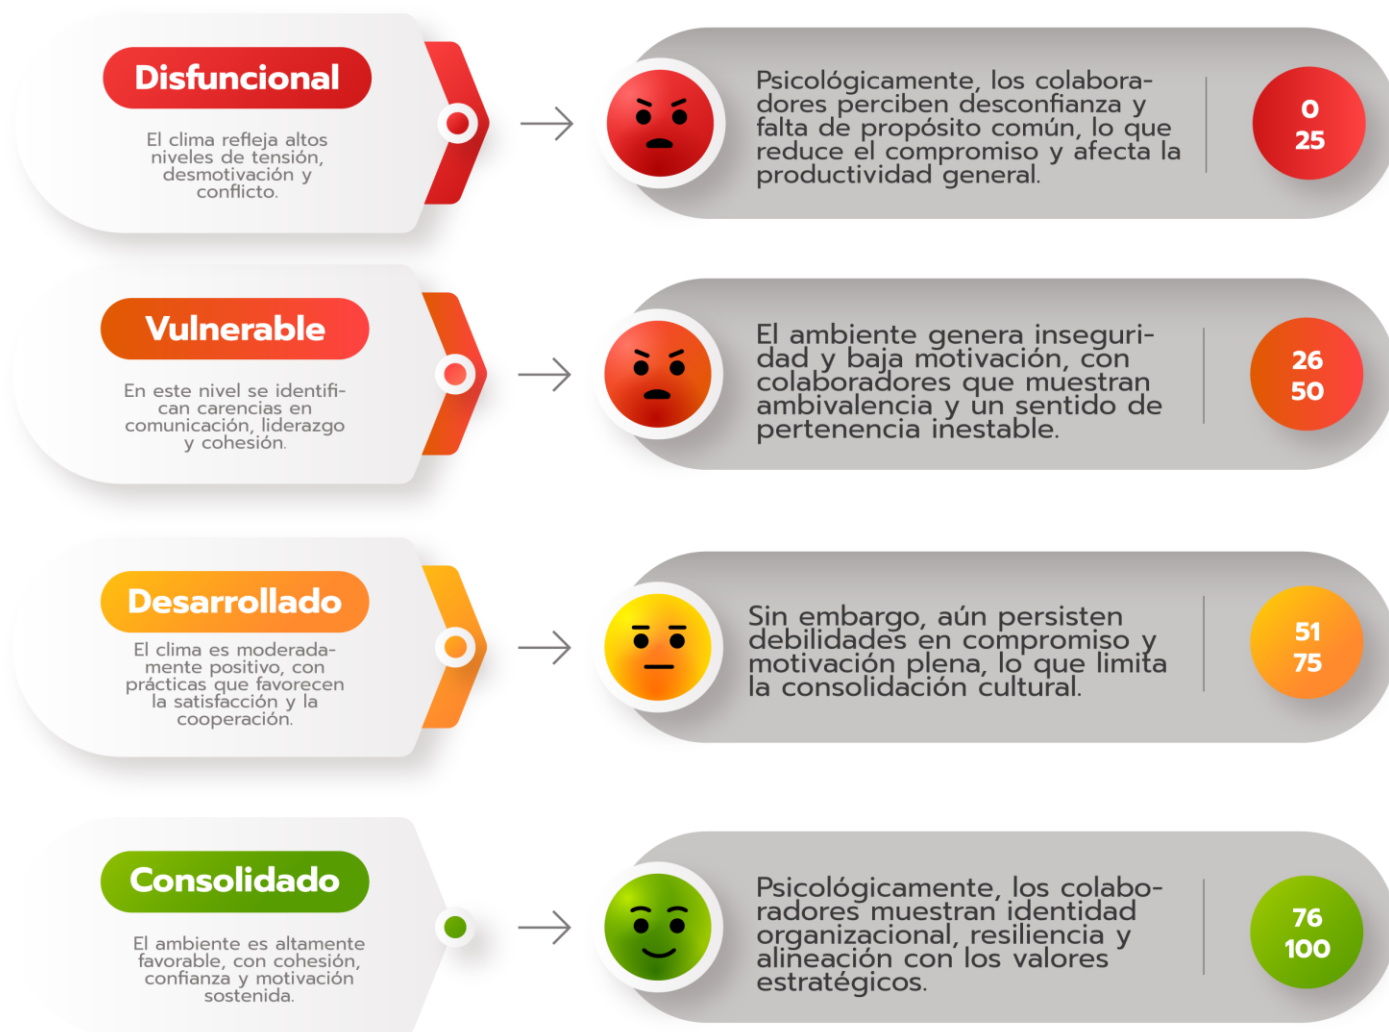 Disfuncional
El clima refleja altos
niveles de tensión,
desmotivación y
conflicto.
Psicológicamente, los colabora-
dores perciben desconfianza y
falta de propósito común, lo que
reduce el compromiso y afecta la
productividad general.
0
25
Vulnerable
En este nivel se identifi-
can carencias en
comunicación, liderazgo
y cohesión.
El ambiente genera inseguri-
dad y baja motivación, con
colaboradores que muestran
ambivalencia y un sentido de
pertenencia inestable.
26
50
Desarrollado
El clima es moderada-
mente positivo, con
prácticas que favorecen
la satisfacción y la
cooperación.
Sin embargo, aún persisten
debilidades en compromiso y
motivación plena, lo que limita
la consolidación cultural.
51
75
Consolidado
El ambiente es altamente
favorable, con cohesión,
confianza y motivación
sostenida.
Psicológicamente, los colabo-
radores muestran identidad
organizacional, resiliencia y
alineación con los valores
estratégicos.
76
100